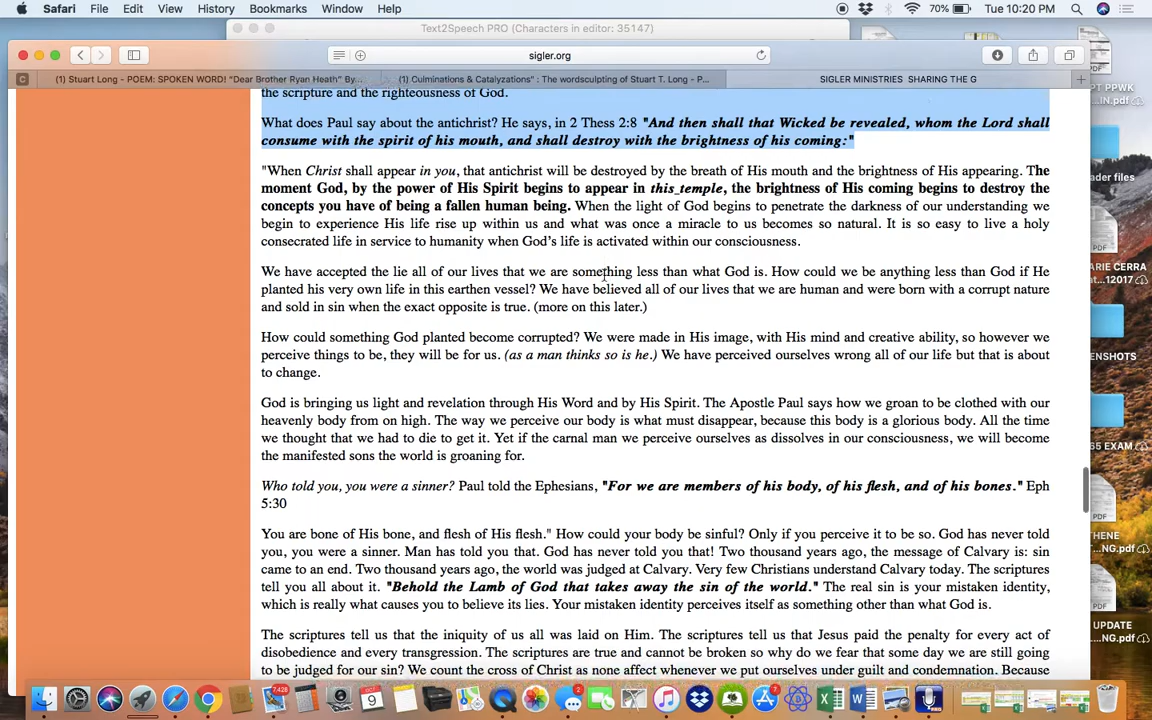 Safari File Edit View History Bookmarks Window Help 70% Tue 10:20 PM
Text2Speech PRO (Characters in editor: 35147)
sigler.org
C (1) Stuart Long - POEM: SPOKEN WORD! "Dear Brother Ryan Heath" By... (1) Culminations & Catalyzations" : The wordsculpting of Stuart T. Long - P... SIGLER MINISTRIES SHARING THE G
the scripture and the righteousness of God.
What does Paul say about the antichrist? He says, in 2 Thess 2:8 "And then shall that Wicked be revealed, whom the Lord shall
consume with the spirit of his mouth, and shall destroy with the brightness of his coming:"
"When Christ shall appear in you, that antichrist will be destroyed by the breath of His mouth and the brightness of His appearing. The
moment God, by the power of His Spirit begins to appear in this_temple, the brightness of His coming begins to destroy the
concepts you have of being a fallen human being. When the light of God begins to penetrate the darkness of our understanding we
begin to experience His life rise up within us and what was once a miracle to us becomes so natural. It is so easy to live a holy
consecrated life in service to humanity when God's life is activated within our consciousness.
We have accepted the lie all of our lives that we are something less than what God is. How could we be anything less than God if He
planted his very own life in this earthen vessel? We have believed all of our lives that we are human and were born with a corrupt nature
and sold in sin when the exact opposite is true. (more on this later.)
How could something God planted become corrupted? We were made in His image, with His mind and creative ability, so however we
perceive things to be, they will be for us. (as a man thinks so is he.) We have perceived ourselves wrong all of our life but that is about
to change.
God is bringing us light and revelation through His Word and by His Spirit. The Apostle Paul says how we groan to be clothed with our
heavenly body from on high. The way we perceive our body is what must disappear, because this body is a glorious body. All the time
we thought that we had to die to get it. Yet if the carnal man we perceive ourselves as dissolves in our consciousness, we will become
the manifested sons the world is groaning for.
Who told you, you were a sinner? Paul told the Ephesians, "For we are members of his body, of his flesh, and of his bones." Eph
5:30
You are bone of His bone, and flesh of His flesh." How could your body be sinful? Only if you perceive it to be so. God has never told
you, you were a sinner. Man has told you that. God has never told you that! Two thousand years ago, the message of Calvary is: sin
came to an end. Two thousand years ago, the world was judged at Calvary. Very few Christians understand Calvary today. The scriptures
tell you all about it. "Behold the Lamb of God that takes away the sin of the world." The real sin is your mistaken identity,
which is really what causes you to believe its lies. Your mistaken identity perceives itself as something other than what God is.
The scriptures tell us that the iniquity of us all was laid on Him. The scriptures tell us that Jesus paid the penalty for every act of
disobedience and every transgression. The scriptures are true and cannot be broken so why do we fear that some day we are still going
to be judged for our sin? We count the cross of Christ as none affect whenever we put ourselves under guilt and condemnation. Because
PDF
PPWK
IN.pdf
ader files
ARIE CERRA
12017
ENSHOTS
65 EXAM
PDF
THENE
NG.pdf
PDF
UPDATE
NG.pdf
7,428
OCT
9
2
7